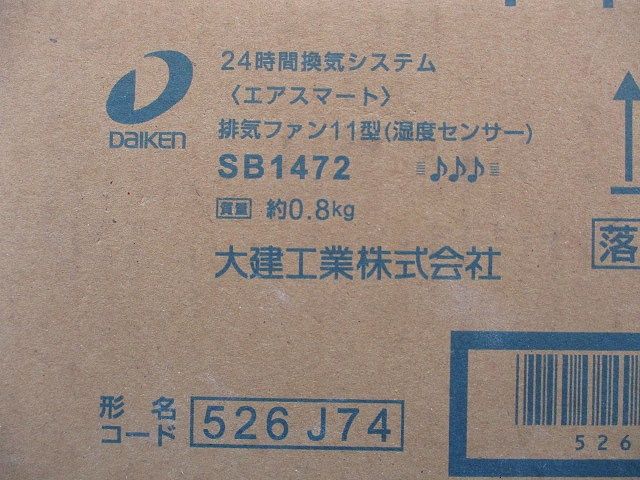 24時間換気システム
〈エアスマート〉
DAIKEN
排気ファン11型(湿度センサー)
SB1472 ♪♪♪
質量 約0.8kg
落
大建工業株式会社
形名
コード 526J74
526